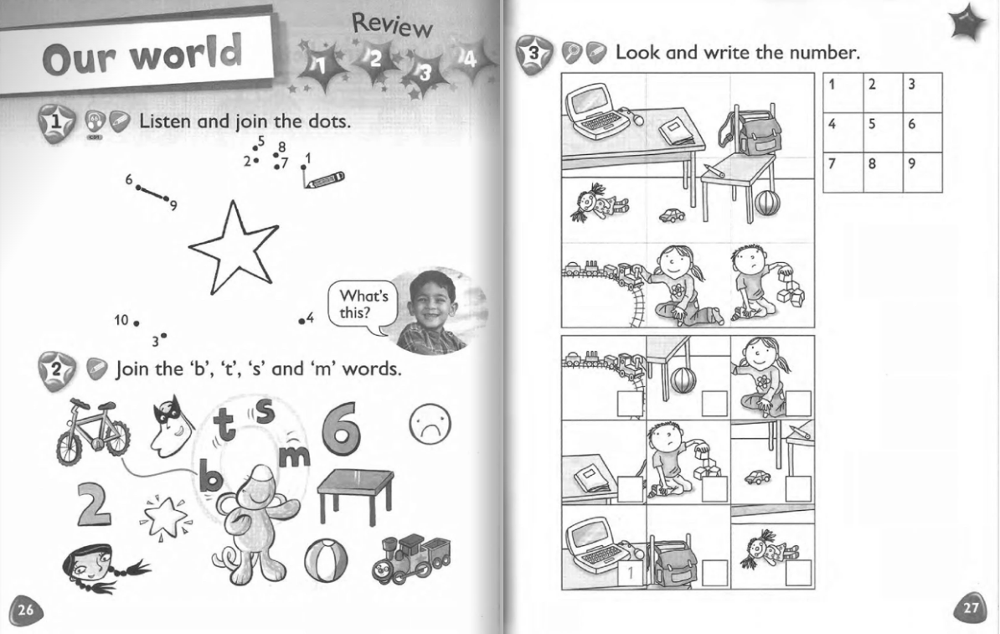 Our world
Review
1 2 3 4
1 Listen and join the dots.
5
8
2
7
1
6
9
10
3
4
What's
this?
2 Join the 'b', 't', 's' and 'm' words.
t s
6
b m
2
26
3 Look and write the number.
1 2 3
4 5 6
7 8 9
1
27